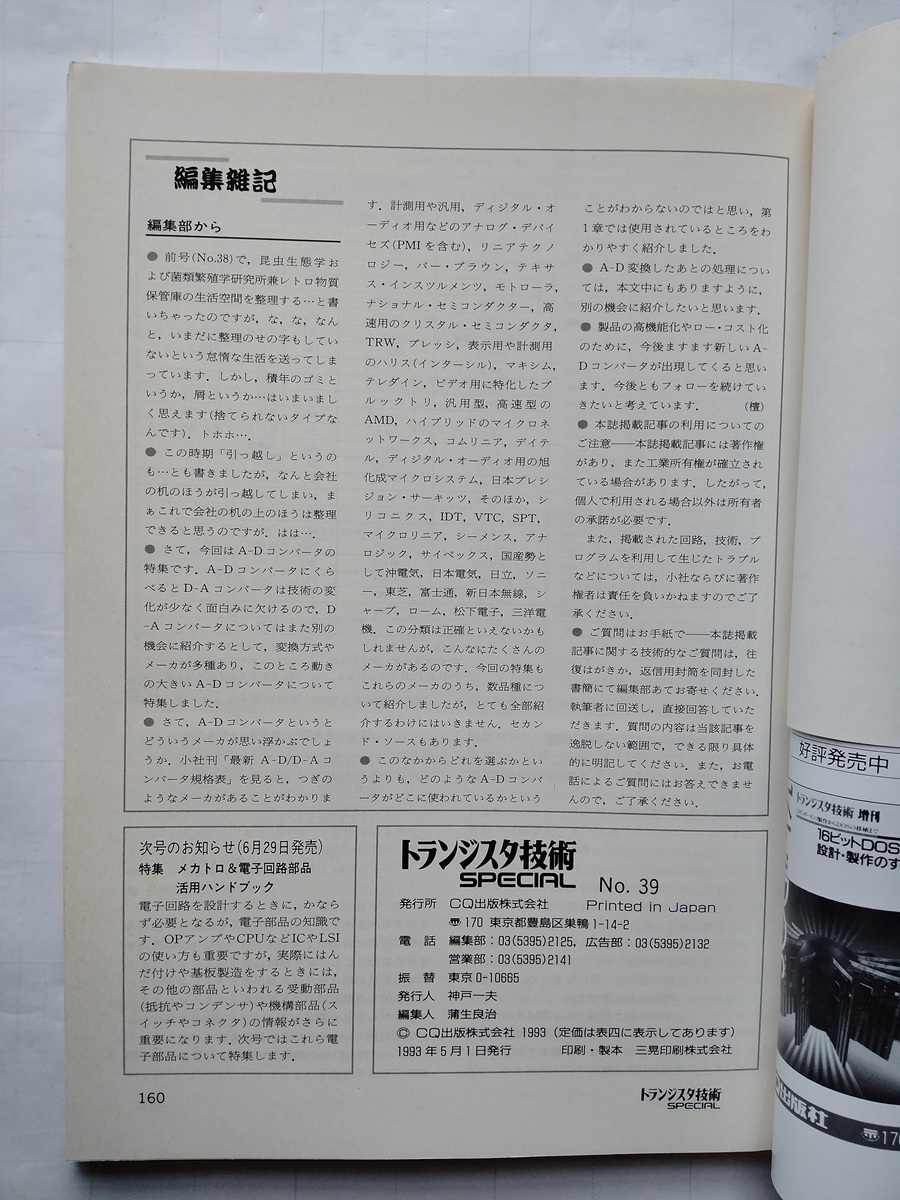 編集雑記
編集部から
● 前号(No.38)で，昆虫生態学お
よび菌類繁殖学研究所兼レトロ物質
保管庫の生活空間を整理する…と書
いちゃったのですが，な，な，なん
と，いまだに整理のせの字もしてい
ないという怠惰な生活を送ってしま
っています．しかし，積年のゴミと
いうか，屑というか…はいまいまし
く思えます(捨てられないタイプな
んです)．トホホ…．
● この時期「引っ越し」というの
も…とも書きましたが，なんと会社
の机のほうが引っ越してしまい，ま
ぁこれで会社の机の上のほうは整理
できると思うのですが，はは…．
● さて，今回はA-Dコンバータの
特集です．A-Dコンバータにくら
べるとD-Aコンバータは技術の変
化が少なく面白みに欠けるので，D
-Aコンバータについてはまた別の
機会に紹介するとして，変換方式や
メーカが多種あり，このところ動き
の大きいA-Dコンバータについて
特集しました．
● さて，A-Dコンバータというと
どういうメーカが思い浮かぶでしょ
うか．小社刊「最新 A-D/D-Aコ
ンバータ規格表」を見ると，つぎの
ようなメーカがあることがわかりま
す．計測用や汎用，ディジタル・オ
ーディオ用などのアナログ・デバイ
セズ(PMIを含む)，リニアテクノ
ロジー，バー・ブラウン，テキサ
ス・インスツルメンツ，モトローラ，
ナショナル・セミコンダクター，高
速用のクリスタル・セミコンダクタ，
TRW，プレッシ，表示用や計測用
のハリス(インターシル)，マキシム，
テレダイン，ビデオ用に特化したブ
ルックトリ，汎用型，高速型の
AMD，ハイブリッドのマイクロネ
ットワークス，コムリニア，デイテ
ル，ディジタル・オーディオ用の旭
化成マイクロシステム，日本プレシ
ジョン・サーキッツ，そのほか，シ
リコニクス，IDT，VTC，SPT，
マイクロリニア，シーメンス，アナ
ロジック，サイペックス，国産勢と
して沖電気，日本電気，日立，ソニ
ー，東芝，富士通，新日本無線，シ
ャープ，ローム，松下電子，三洋電
機．この分類は正確といえないかも
しれませんが，こんなにたくさんの
メーカがあるのです．今回の特集も
これらのメーカのうち，数品種につ
いて紹介しましたが，とても全部紹
介するわけにはいきません．セカン
ド・ソースもあります．
● このなかからどれを選ぶかとい
うよりも，どのようなA-Dコンバ
ータがどこに使われているかという
ことがわからないのではと思い，第
1章では使用されているところをわ
かりやすく紹介しました．
● A-D変換したあとの処理につい
ては，本文中にもありますように，
別の機会に紹介したいと思います．
● 製品の高機能化やロー・コスト化
のために，今後ますます新しいA-
Dコンバータが出現してくると思い
ます．今後ともフォローを続けてい
きたいと考えています． (檀)
● 本誌掲載記事の利用についての
ご注意――本誌掲載記事には著作権
があり，また工業所有権が確立され
ている場合があります．したがって，
個人で利用される場合以外は所有者
の承諾が必要です．
また，掲載された回路，技術，プ
ログラムを利用して生じたトラブル
などについては，小社ならびに著作
権者は責任を負いかねますのでご了
承ください．
● ご質問はお手紙で――本誌掲載
記事に関する技術的なご質問は，往
復はがきか，返信用封筒を同封した
書簡にて編集部あてお寄せください．
執筆者に回送し，直接回答していた
だきます．質問の内容は当該記事を
逸脱しない範囲で，できる限り具体
的に明記してください．また，お電
話によるご質問にはお答えできませ
んので，ご了承ください．
次号のお知らせ(6月29日発売)
特集 メカトロ＆電子回路部品
活用ハンドブック
電子回路を設計するときに，かなら
ず必要となるが，電子部品の知識で
す．OPアンプやCPUなどICやLSI
の使い方も重要ですが，実際にはん
だ付けや基板製造をするときには，
その他の部品といわれる受動部品
(抵抗やコンデンサ)や機構部品(ス
イッチやコネクタ)の情報がさらに
重要になります．次号ではこれら電
子部品について特集します．
トランジスタ技術
SPECIAL No. 39
発行所 CQ出版株式会社 Printed in Japan
〒170 東京都豊島区巣鴨1-14-2
電 話 編集部：03(5395)2125，広告部：03(5395)2132
営業部：03(5395)2141
振 替 東京0-10665
発行人 神戸一夫
編集人 蒲生良治
© CQ出版株式会社 1993 (定価は表四に表示してあります)
1993年5月1日発行 印刷・製本 三晃印刷株式会社
160
トランジスタ技術
SPECIAL
好評発売中
トランジスタ技術 増刊
16ビットDOS
設計・製作のす
Q出版社
〒170